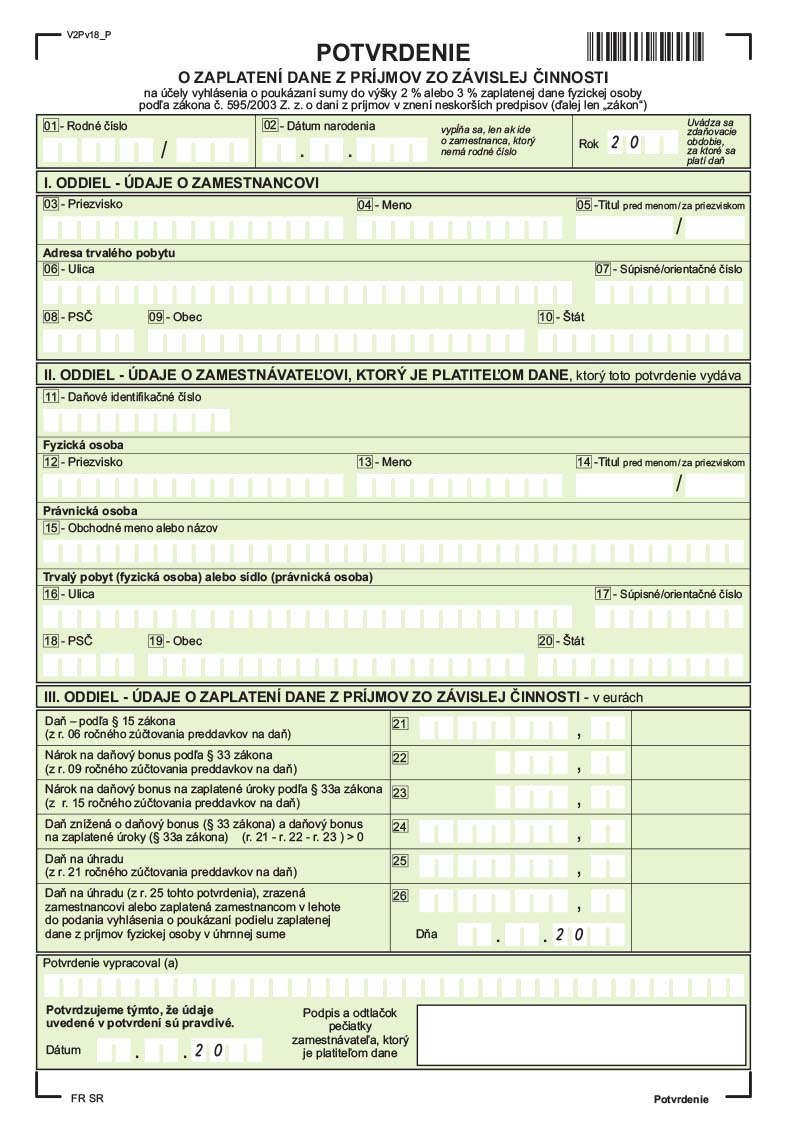 V2Pv18_P
POTVRDENIE
O ZAPLATENÍ DANE Z PRÍJMOV ZO ZÁVISLEJ ČINNOSTI
na účely vyhlásenia o poukázaní sumy do výšky 2 % alebo 3 % zaplatenej dane fyzickej osoby
podľa zákona č. 595/2003 Z. z. o dani z príjmov v znení neskorších predpisov (ďalej len „zákon“)
01 - Rodné číslo
/
02 - Dátum narodenia
. .
vypĺňa sa, len ak ide
o zamestnanca, ktorý
nemá rodné číslo
Rok 2 0
Uvádza sa
zdaňovacie
obdobie,
za ktoré sa
platí daň
I. ODDIEL - ÚDAJE O ZAMESTNANCOVI
03 - Priezvisko
04 - Meno
05 -Titul pred menom/za priezviskom
/
Adresa trvalého pobytu
06 - Ulica
07 - Súpisné/orientačné číslo
08 - PSČ
09 - Obec
10 - Štát
II. ODDIEL - ÚDAJE O ZAMESTNÁVATEĽOVI, KTORÝ JE PLATITEĽOM DANE, ktorý toto potvrdenie vydáva
11 - Daňové identifikačné číslo
Fyzická osoba
12 - Priezvisko
13 - Meno
14 -Titul pred menom/za priezviskom
/
Právnická osoba
15 - Obchodné meno alebo názov
Trvalý pobyt (fyzická osoba) alebo sídlo (právnická osoba)
16 - Ulica
17 - Súpisné/orientačné číslo
18 - PSČ
19 - Obec
20 - Štát
III. ODDIEL - ÚDAJE O ZAPLATENÍ DANE Z PRÍJMOV ZO ZÁVISLEJ ČINNOSTI - v eurách
Daň – podľa § 15 zákona
(z r. 06 ročného zúčtovania preddavkov na daň)
21 ,
Nárok na daňový bonus podľa § 33 zákona
(z r. 09 ročného zúčtovania preddavkov na daň)
22 ,
Nárok na daňový bonus na zaplatené úroky podľa § 33a zákona
(z r. 15 ročného zúčtovania preddavkov na daň)
23 ,
Daň znížená o daňový bonus (§ 33 zákona) a daňový bonus
na zaplatené úroky (§ 33a zákona) (r. 21 - r. 22 - r. 23 ) > 0
24 ,
Daň na úhradu
(z r. 21 ročného zúčtovania preddavkov na daň)
25 ,
Daň na úhradu (z r. 25 tohto potvrdenia), zrazená
zamestnancovi alebo zaplatená zamestnancom v lehote
do podania vyhlásenia o poukázaní podielu zaplatenej
dane z príjmov fyzickej osoby v úhrnnej sume
26 ,
Dňa . . 2 0
Potvrdenie vypracoval (a)
Potvrdzujeme týmto, že údaje
uvedené v potvrdení sú pravdivé.
Dátum . . 2 0
Podpis a odtlačok
pečiatky
zamestnávateľa, ktorý
je platiteľom dane
FR SR
Potvrdenie